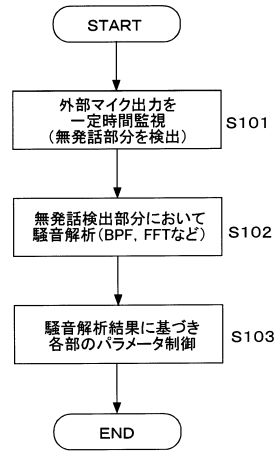 START
外部マイク出力を
一定時間監視
（無発話部分を検出）
S101
無発話検出部分において
騒音解析（BPF，FFTなど）
S102
騒音解析結果に基づき
各部のパラメータ制御
S103
END